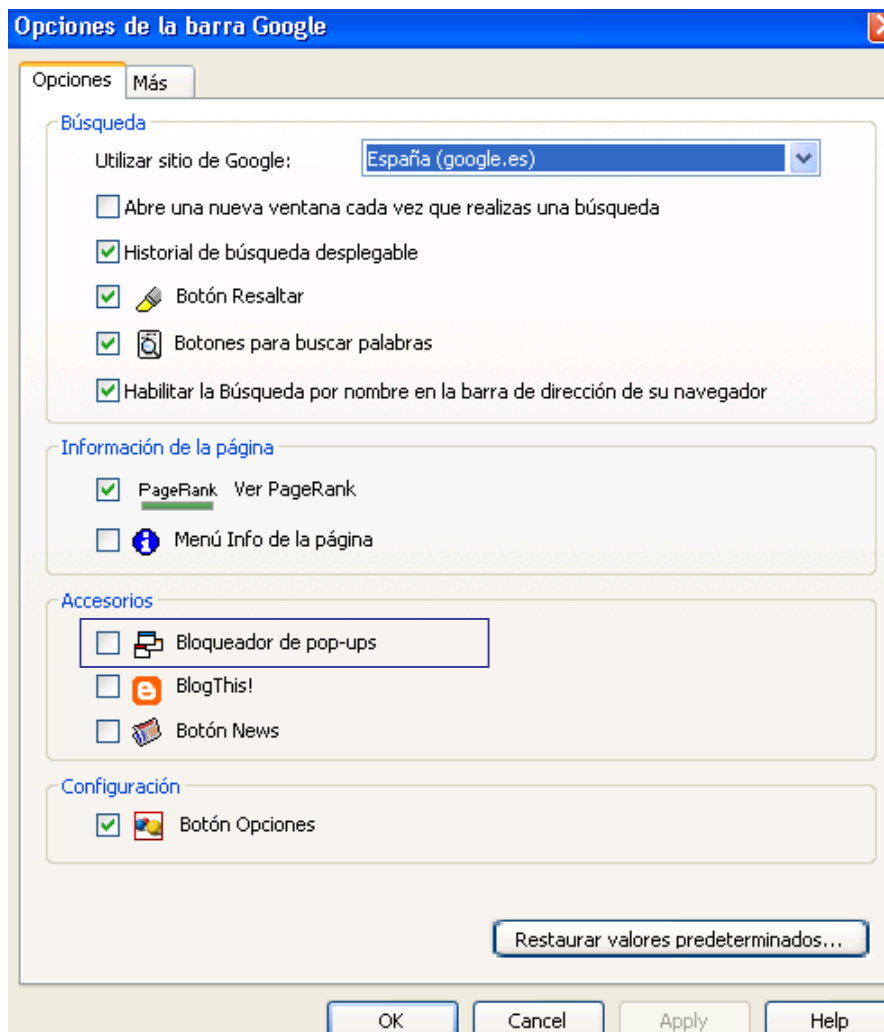 Opciones de la barra Google
Opciones Más
Búsqueda
Utilizar sitio de Google: España (google.es)
Abre una nueva ventana cada vez que realizas una búsqueda
Historial de búsqueda desplegable
Botón Resaltar
Botones para buscar palabras
Habilitar la Búsqueda por nombre en la barra de dirección de su navegador
Información de la página
PageRank Ver PageRank
Menú Info de la página
Accesorios
Bloqueador de pop-ups
BlogThis!
Botón News
Configuración
Botón Opciones
Restaurar valores predeterminados...
OK Cancel Apply Help